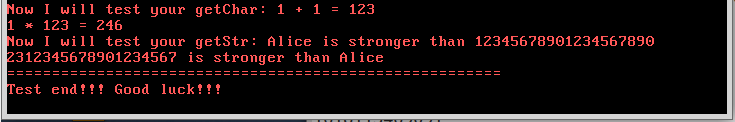 Now I will test your getChar: 1 + 1 = 123
1 * 123 = 246
Now I will test your getStr: Alice is stronger than 12345678901234567890
2312345678901234567 is stronger than Alice
=======================================================
Test end!!! Good luck!!!